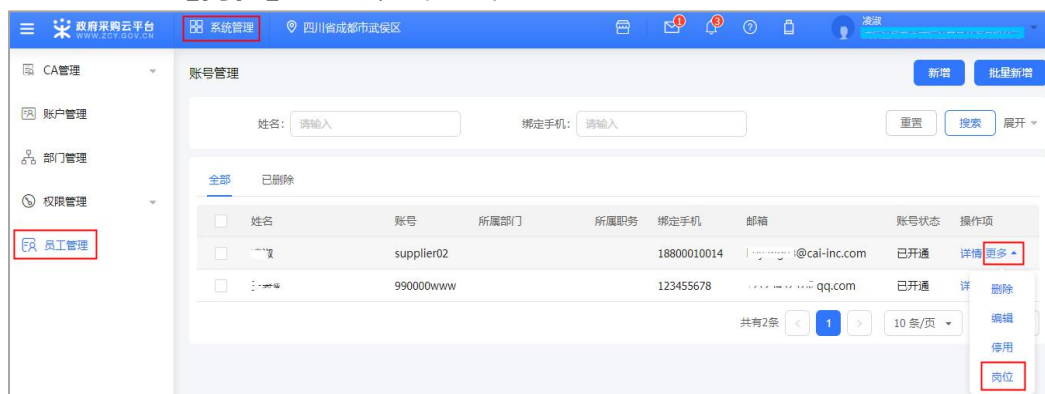 政府采购云平台 系统管理 四川省成都市武侯区 1 3 凌淑
WWW.ZCY.GOV.CN
CA管理
账户管理
部门管理
权限管理
员工管理
账号管理 新增 批量新增
姓名： 请输入 绑定手机： 请输入 重置 搜索 展开
全部 已删除
姓名 账号 所属部门 所属职务 绑定手机 邮箱 账号状态 操作项
supplier02 18800010014 @cai-inc.com 已开通 详情 更多
990000www 123455678 qq.com 已开通 详
删除
编辑
停用
岗位
共有2条 < 1 > 10 条/页